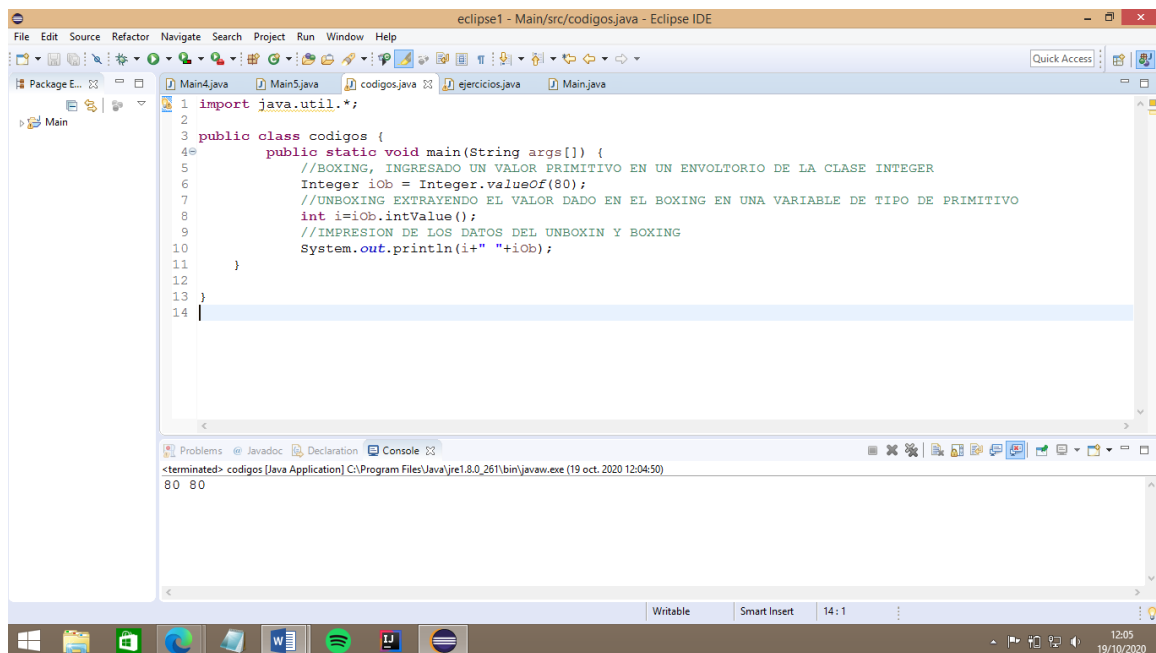 eclipse1 - Main/src/codigos.java - Eclipse IDE
File Edit Source Refactor Navigate Search Project Run Window Help
Quick Access
Package E...
Main4.java Main5.java codigos.java ejercicios.java Main.java
Main
1 import java.util.*;
2
3 public class codigos {
4 public static void main(String args[]) {
5 //BOXING, INGRESADO UN VALOR PRIMITIVO EN UN ENVOLTORIO DE LA CLASE INTEGER
6 Integer iOb = Integer.valueOf(80);
7 //UNBOXING EXTRAYENDO EL VALOR DADO EN EL BOXING EN UNA VARIABLE DE TIPO DE PRIMITIVO
8 int i=iOb.intValue();
9 //IMPRESION DE LOS DATOS DEL UNBOXIN Y BOXING
10 System.out.println(i+" "+iOb);
11 }
12
13 }
14
Problems Javadoc Declaration Console
<terminated> codigos [Java Application] C:\Program Files\Java\jre1.8.0_261\bin\javaw.exe (19 oct. 2020 12:04:50)
80 80
Writable Smart Insert 14 : 1
12:05
19/10/2020